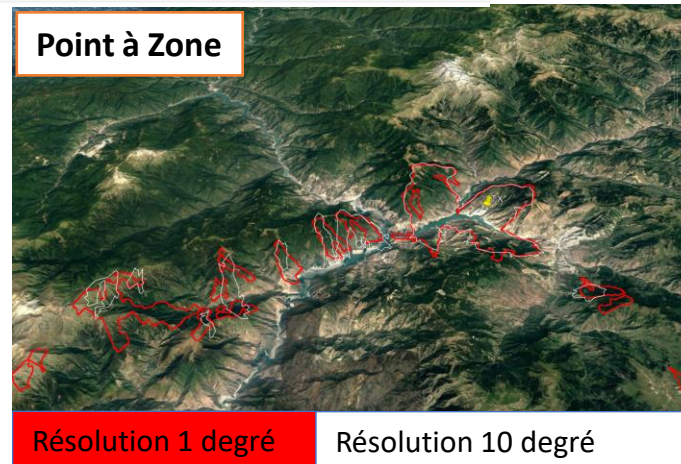 Point à Zone
Résolution 1 degré
Résolution 10 degré